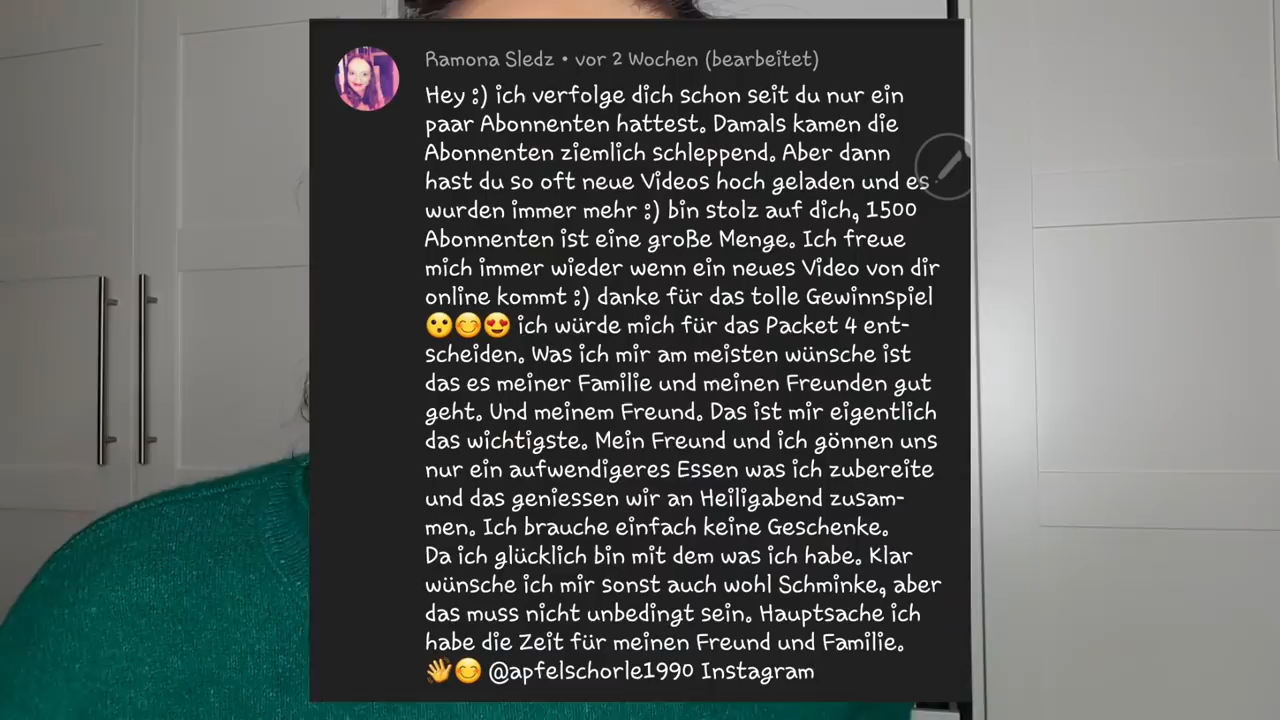 Ramona Sledz • vor 2 Wochen (bearbeitet)
Hey :) ich verfolge dich schon seit du nur ein
paar Abonnenten hattest. Damals kamen die
Abonnenten ziemlich schleppend. Aber dann
hast du so oft neue Videos hoch geladen und es
wurden immer mehr :) bin stolz auf dich, 1500
Abonnenten ist eine große Menge. Ich freue
mich immer wieder wenn ein neues Video von dir
online kommt :) danke für das tolle Gewinnspiel
😮😊😍 ich würde mich für das Packet 4 ent-
scheiden. Was ich mir am meisten wünsche ist
das es meiner Familie und meinen Freunden gut
geht. Und meinem Freund. Das ist mir eigentlich
das wichtigste. Mein Freund und ich gönnen uns
nur ein aufwendigeres Essen was ich zubereite
und das geniessen wir an Heiligabend zusam-
men. Ich brauche einfach keine Geschenke.
Da ich glücklich bin mit dem was ich habe. Klar
wünsche ich mir sonst auch wohl Schminke, aber
das muss nicht unbedingt sein. Hauptsache ich
habe die Zeit für meinen Freund und Familie.
👋😊 @apfelschorle1990 Instagram